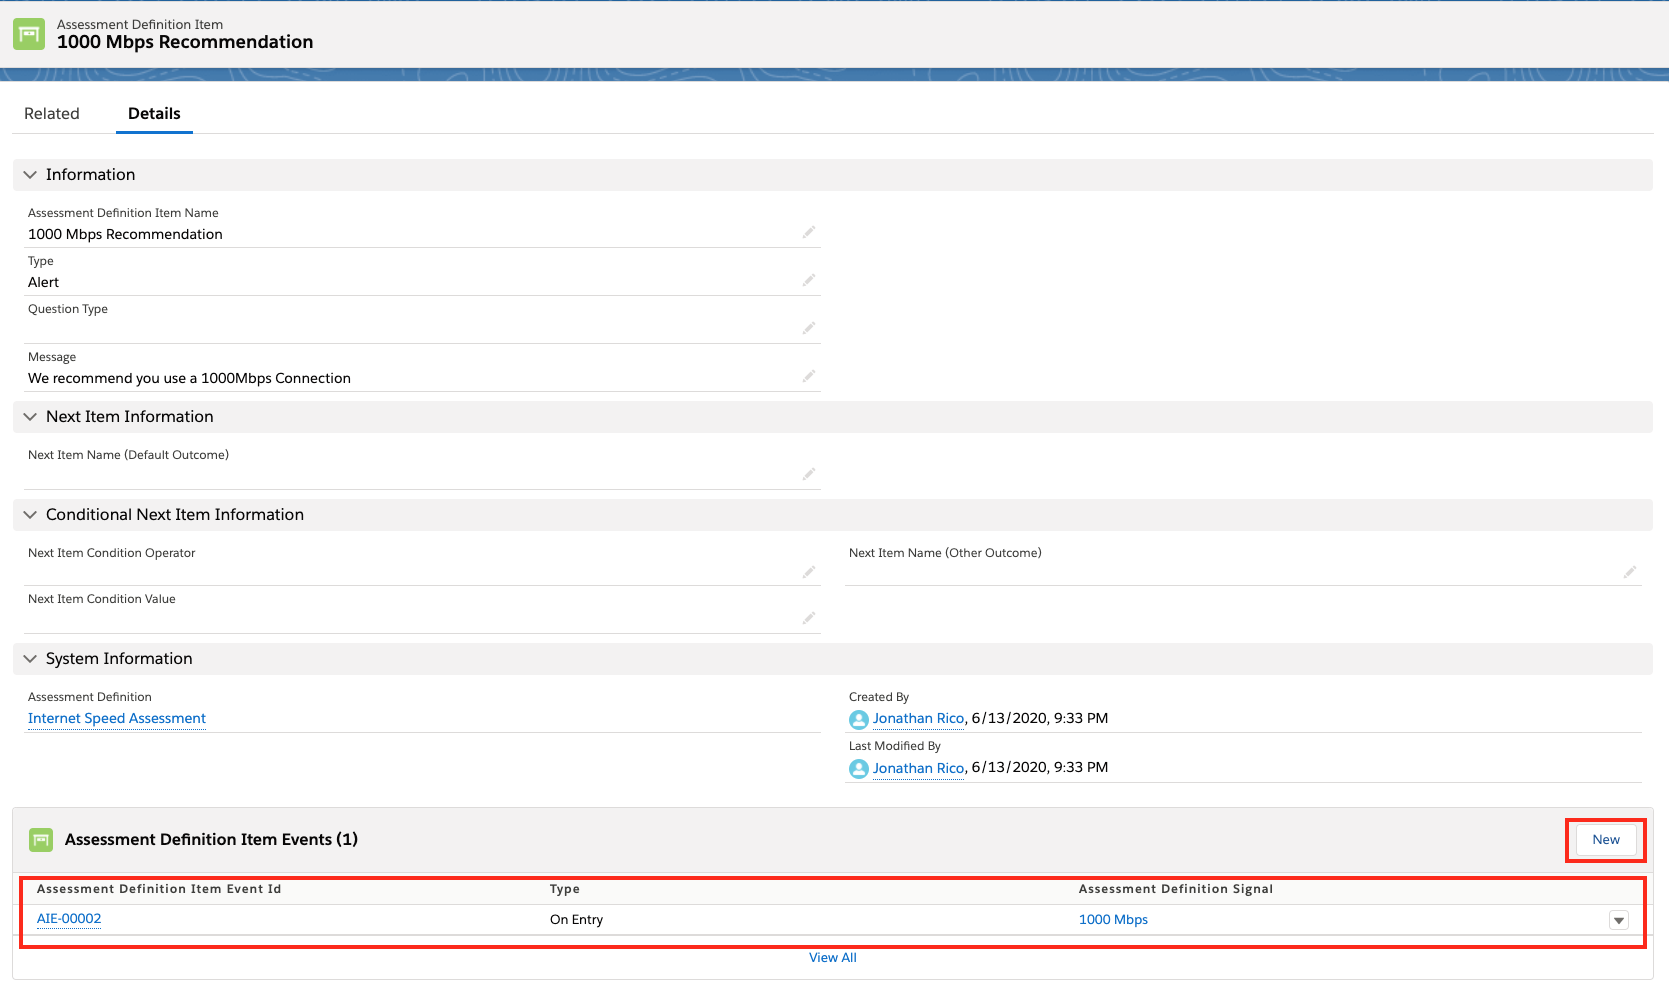 Assessment Definition Item
1000 Mbps Recommendation
Related Details
Information
Assessment Definition Item Name
1000 Mbps Recommendation
Type
Alert
Question Type
Message
We recommend you use a 1000Mbps Connection
Next Item Information
Next Item Name (Default Outcome)
Conditional Next Item Information
Next Item Condition Operator
Next Item Name (Other Outcome)
Next Item Condition Value
System Information
Assessment Definition
Internet Speed Assessment
Created By
Jonathan Rico, 6/13/2020, 9:33 PM
Last Modified By
Jonathan Rico, 6/13/2020, 9:33 PM
Assessment Definition Item Events (1) New
Assessment Definition Item Event Id Type Assessment Definition Signal
AIE-00002 On Entry 1000 Mbps
View All